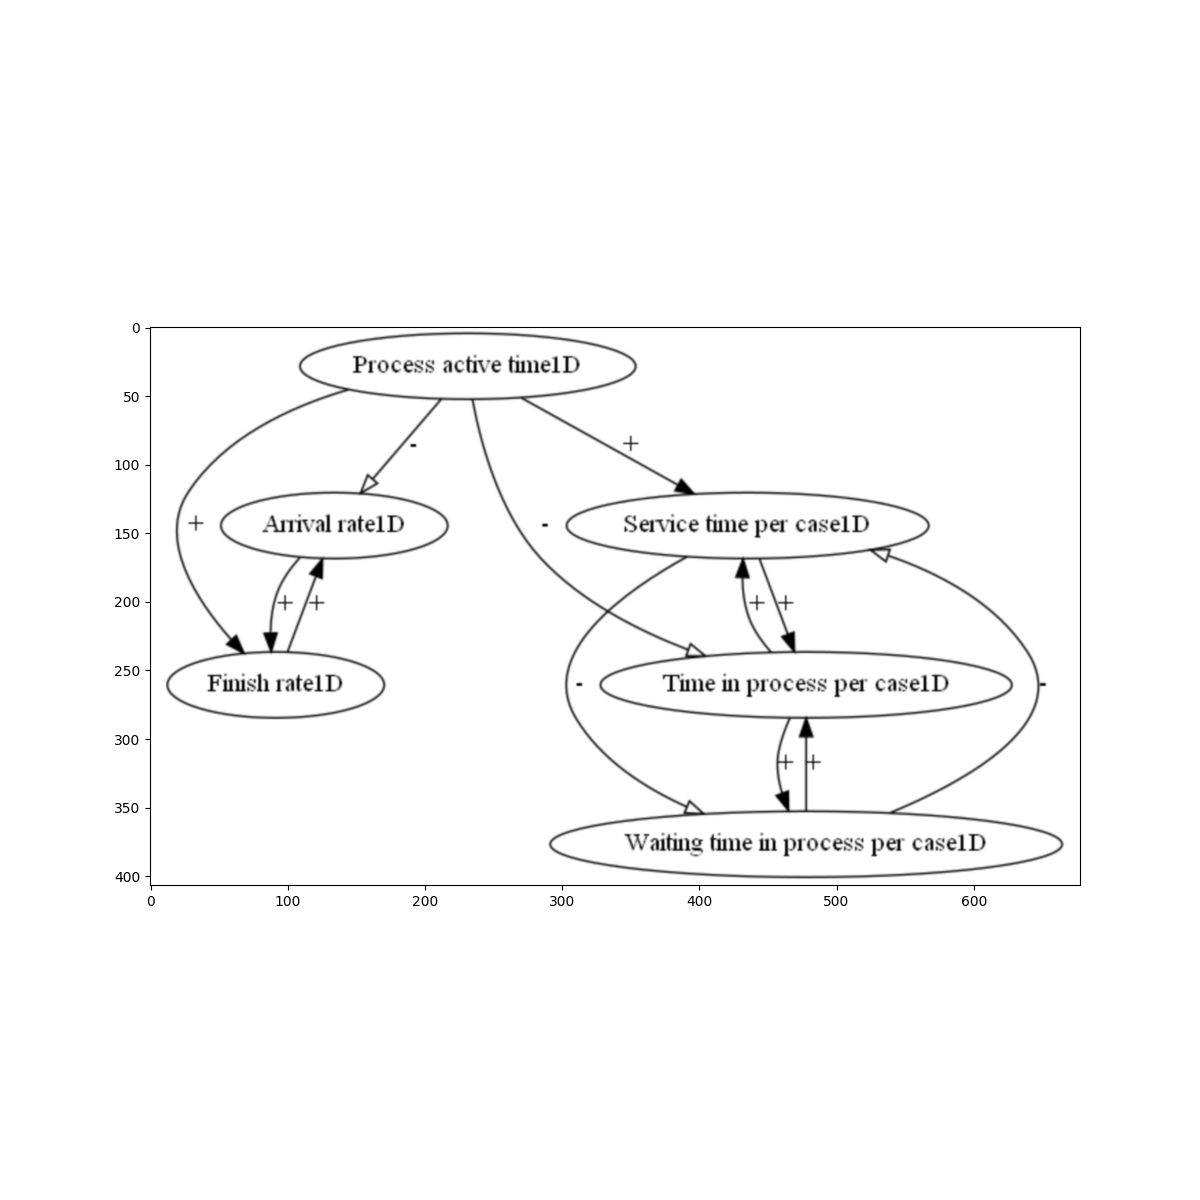 0
Process active time1D
50
+
-
100
+
Arrival rate1D
-
Service time per case1D
150
200
+ +
+ +
250
Finish rate1D
-
Time in process per case1D
-
300
+ +
350
Waiting time in process per case1D
400
0 100 200 300 400 500 600